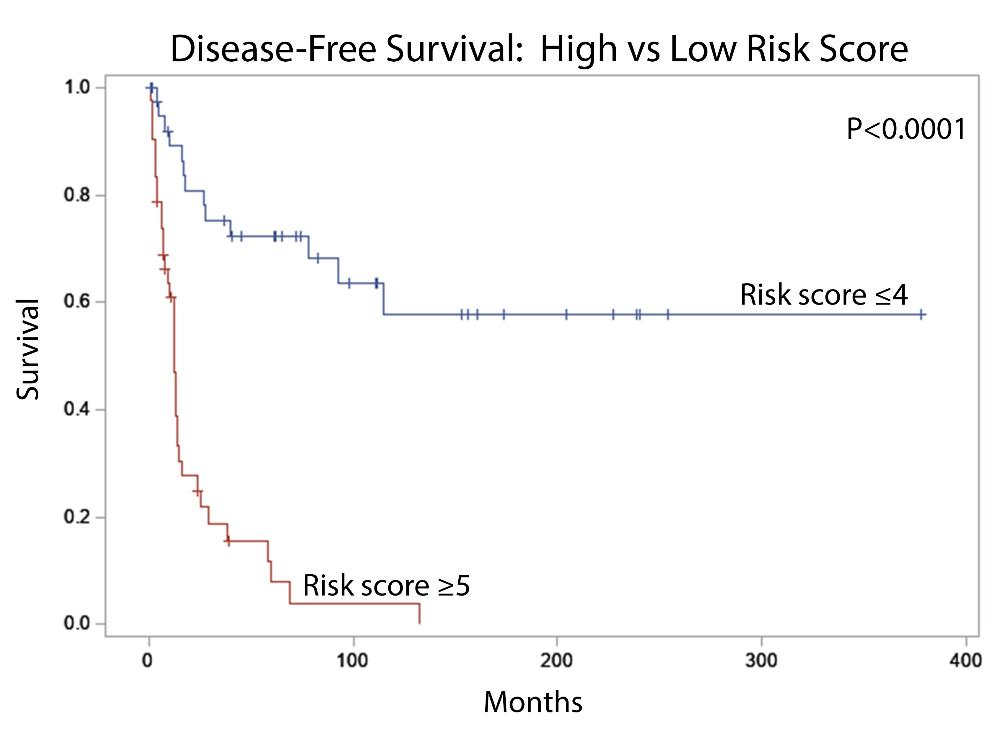 Disease-Free Survival: High vs Low Risk Score
1.0
P<0.0001
0.8
0.6
Risk score ≤4
Survival
0.4
0.2
Risk score ≥5
0.0
0 100 200 300 400
Months